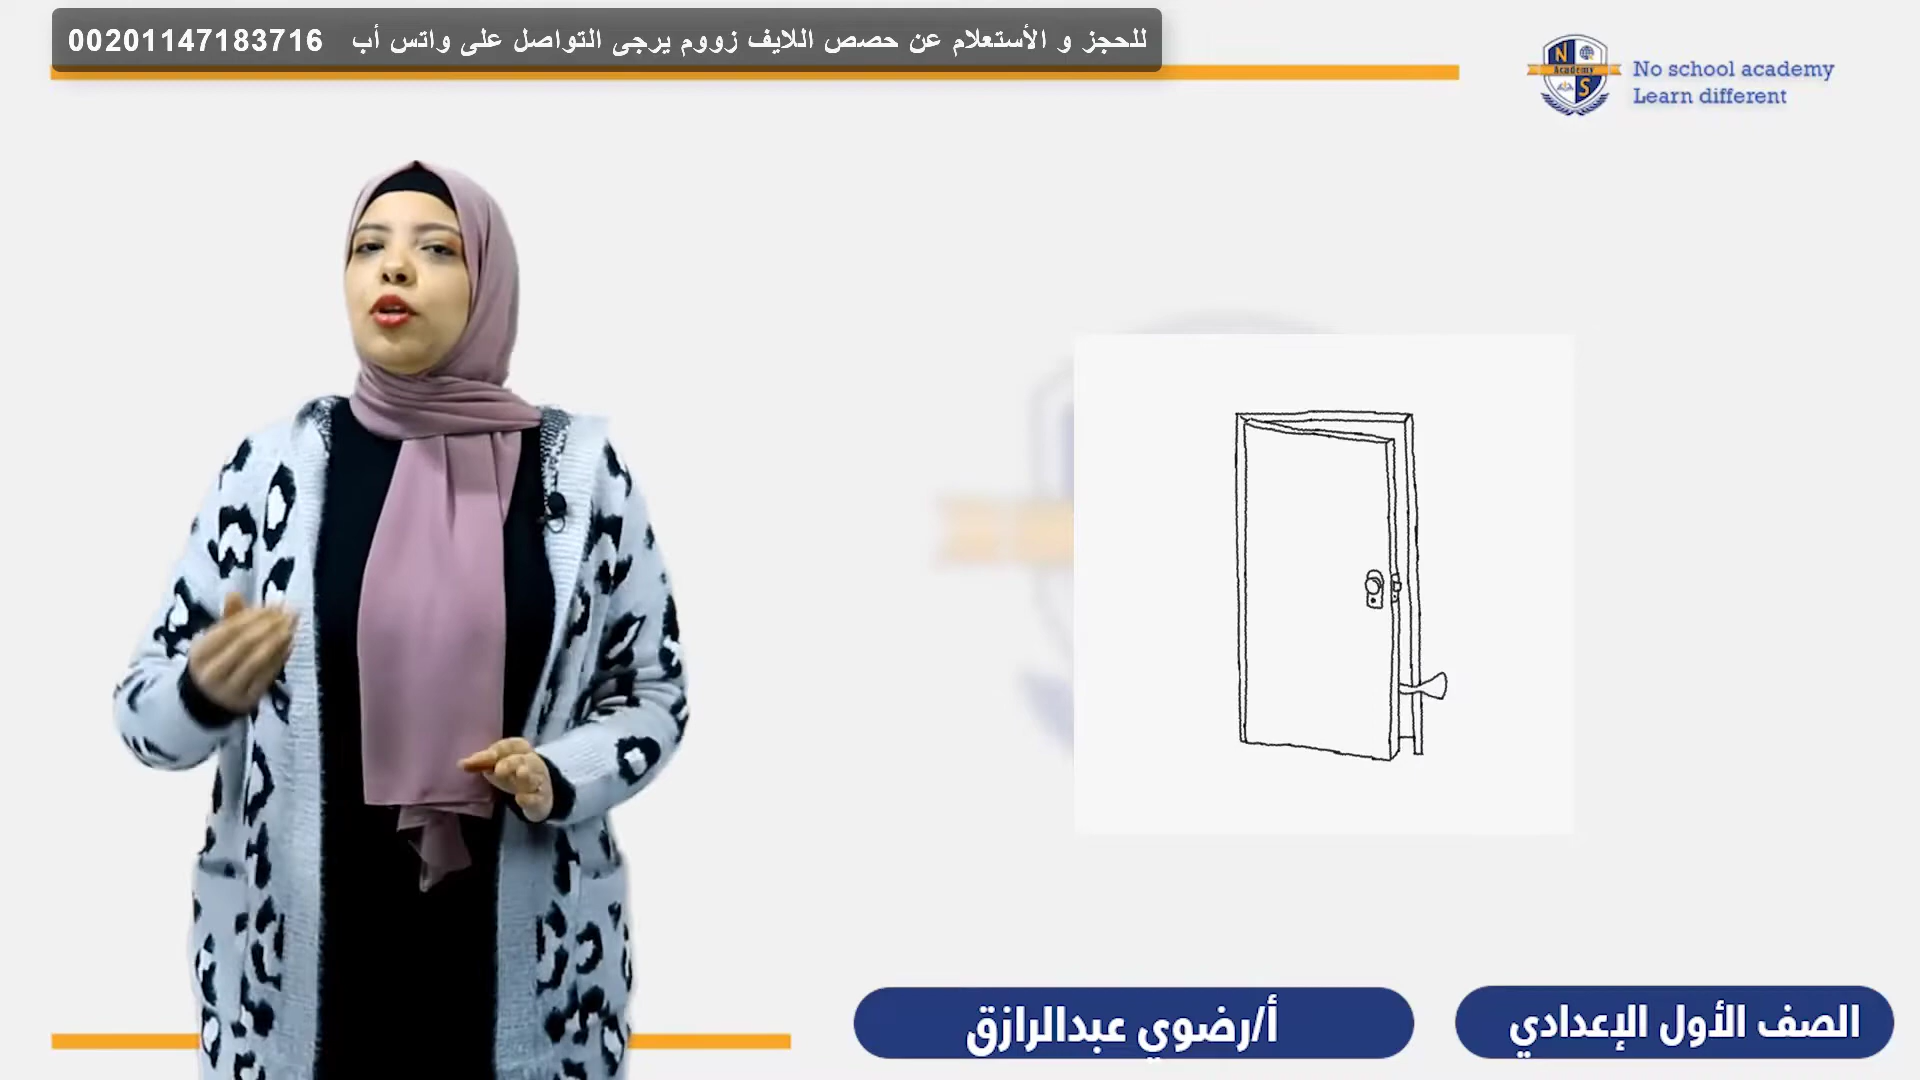 للحجز و الأستعلام عن حصص اللايف زووم يرجى التواصل على واتس أب 00201147183716
N
Academy
S
No school academy
Learn different
أ/رضوي عبدالرازق
الصف الأول الإعدادي